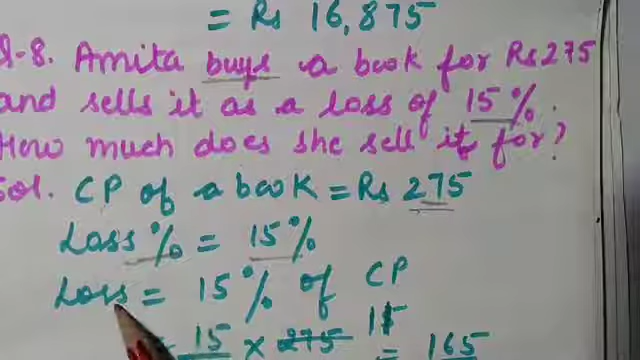 = Rs 16,875
Q-8. Amita buys a book for Rs 275
and sells it as a loss of 15%.
How much does she sell it for?
Sol. CP of a book = Rs 275
Loss % = 15%
Loss = 15% of CP
= 15 × 275 11 = 165